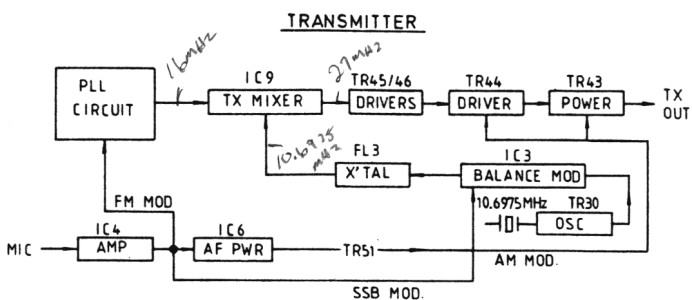 TRANSMITTER
16MHz
27MHz
PLL
CIRCUIT
IC9
TX MIXER
TR45/46
DRIVERS
TR44
DRIVER
TR43
POWER
TX
OUT
10.6975
MHz
FL3
X'TAL
IC3
BALANCE MOD
10.6975MHz
TR30
OSC
FM MOD
MIC
IC4
AMP
IC6
AF PWR
TR51
AM MOD.
SSB MOD.